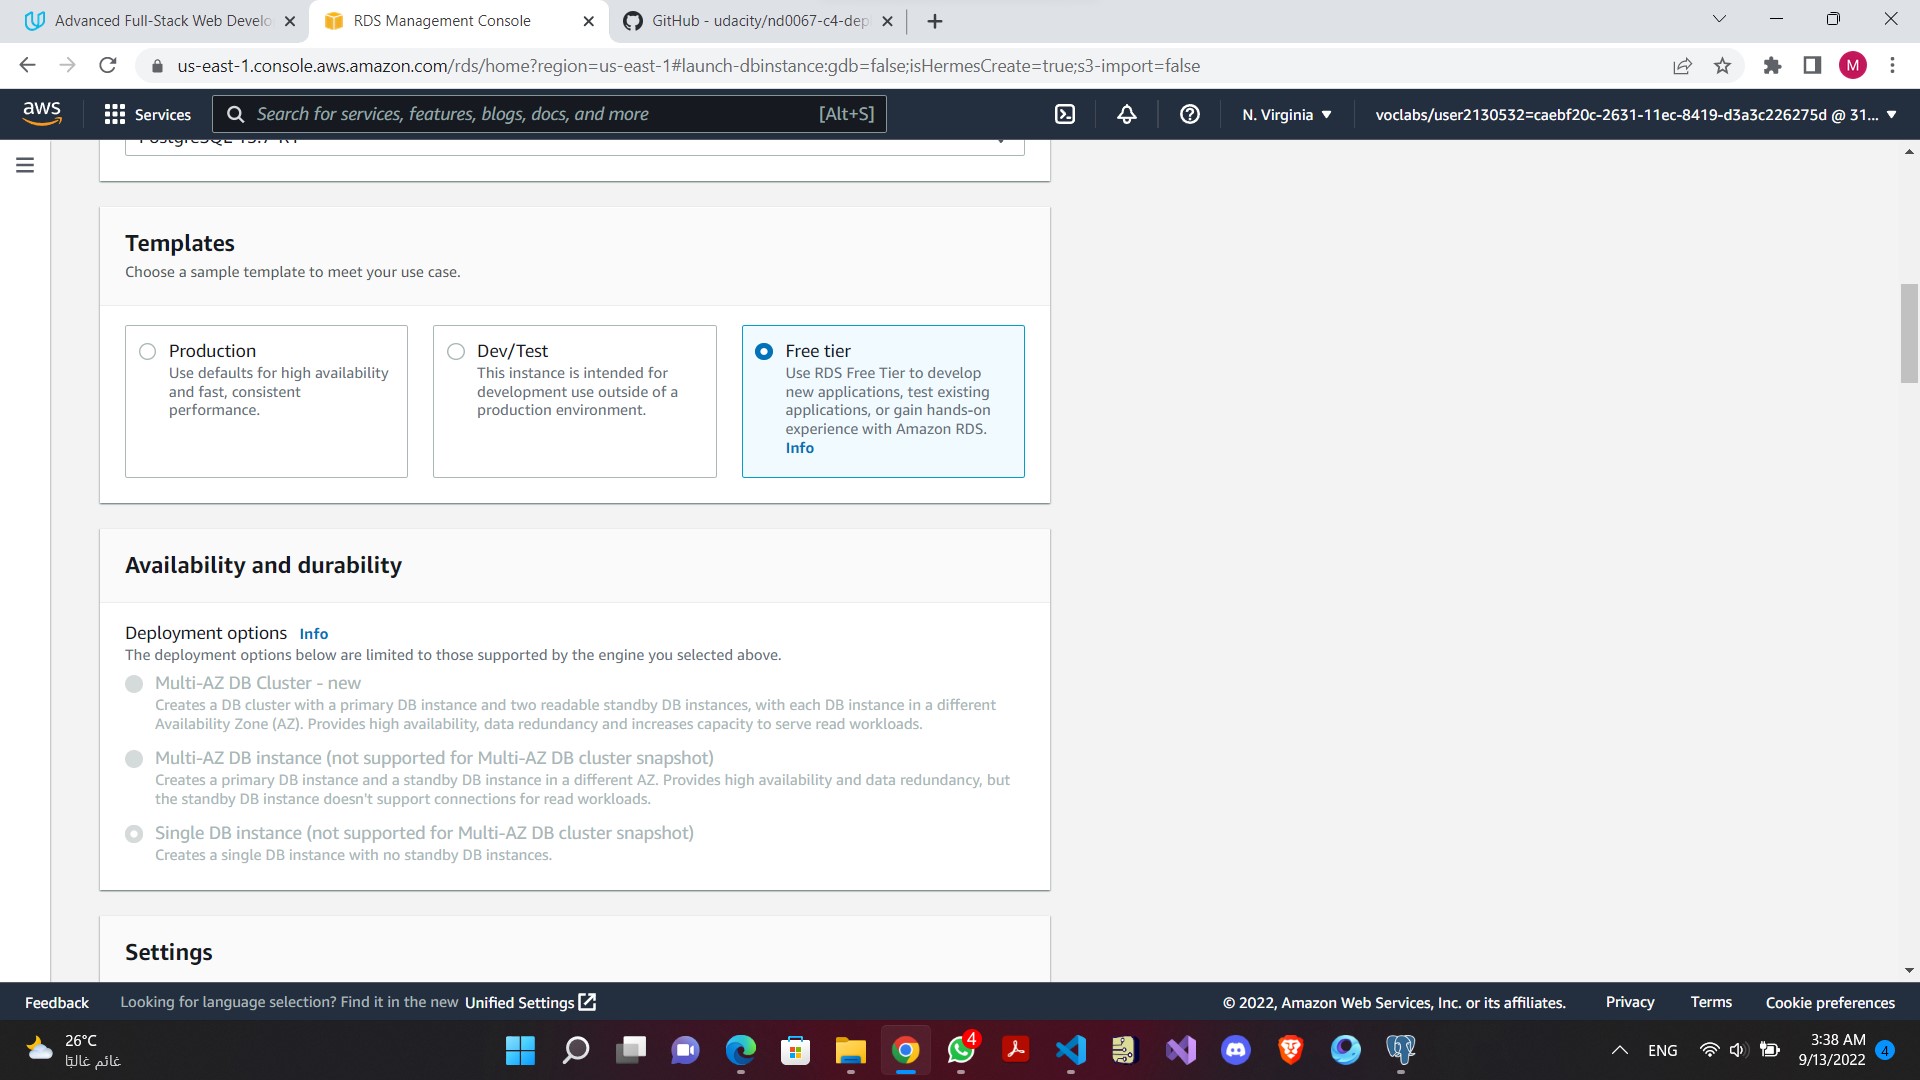 Advanced Full-Stack Web Develo
RDS Management Console
GitHub - udacity/nd0067-c4-dep
us-east-1.console.aws.amazon.com/rds/home?region=us-east-1#launch-dbinstance:gdb=false;isHermesCreate=true;s3-import=false
M
aws
Services
Search for services, features, blogs, docs, and more
[Alt+S]
N. Virginia
voclabs/user2130532=caebf20c-2631-11ec-8419-d3a3c226275d @ 31...
PostgreSQL 13.7-R1
Templates
Choose a sample template to meet your use case.
Production
Use defaults for high availability
and fast, consistent
performance.
Dev/Test
This instance is intended for
development use outside of a
production environment.
Free tier
Use RDS Free Tier to develop
new applications, test existing
applications, or gain hands-on
experience with Amazon RDS.
Info
Availability and durability
Deployment options Info
The deployment options below are limited to those supported by the engine you selected above.
Multi-AZ DB Cluster - new
Creates a DB cluster with a primary DB instance and two readable standby DB instances, with each DB instance in a different
Availability Zone (AZ). Provides high availability, data redundancy and increases capacity to serve read workloads.
Multi-AZ DB instance (not supported for Multi-AZ DB cluster snapshot)
Creates a primary DB instance and a standby DB instance in a different AZ. Provides high availability and data redundancy, but
the standby DB instance doesn't support connections for read workloads.
Single DB instance (not supported for Multi-AZ DB cluster snapshot)
Creates a single DB instance with no standby DB instances.
Settings
Feedback
Looking for language selection? Find it in the new Unified Settings
© 2022, Amazon Web Services, Inc. or its affiliates.
Privacy
Terms
Cookie preferences
26°C
غائم غالبًا
4
ENG
3:38 AM
9/13/2022
4